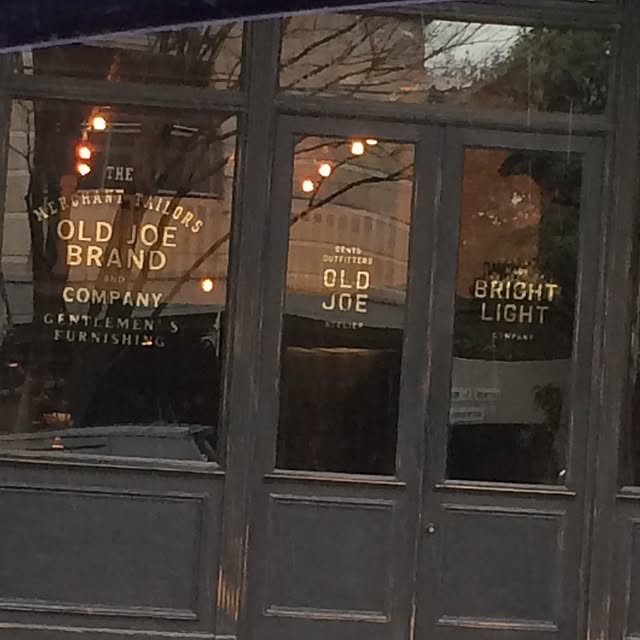 THE
MERCHANT TAILORS
OLD JOE
BRAND
AND
COMPANY
GENTLEMEN'S
FURNISHING
GENTS
OUTFITTERS
OLD
JOE
ATELIER
BRIGHT
LIGHT
COMPANY